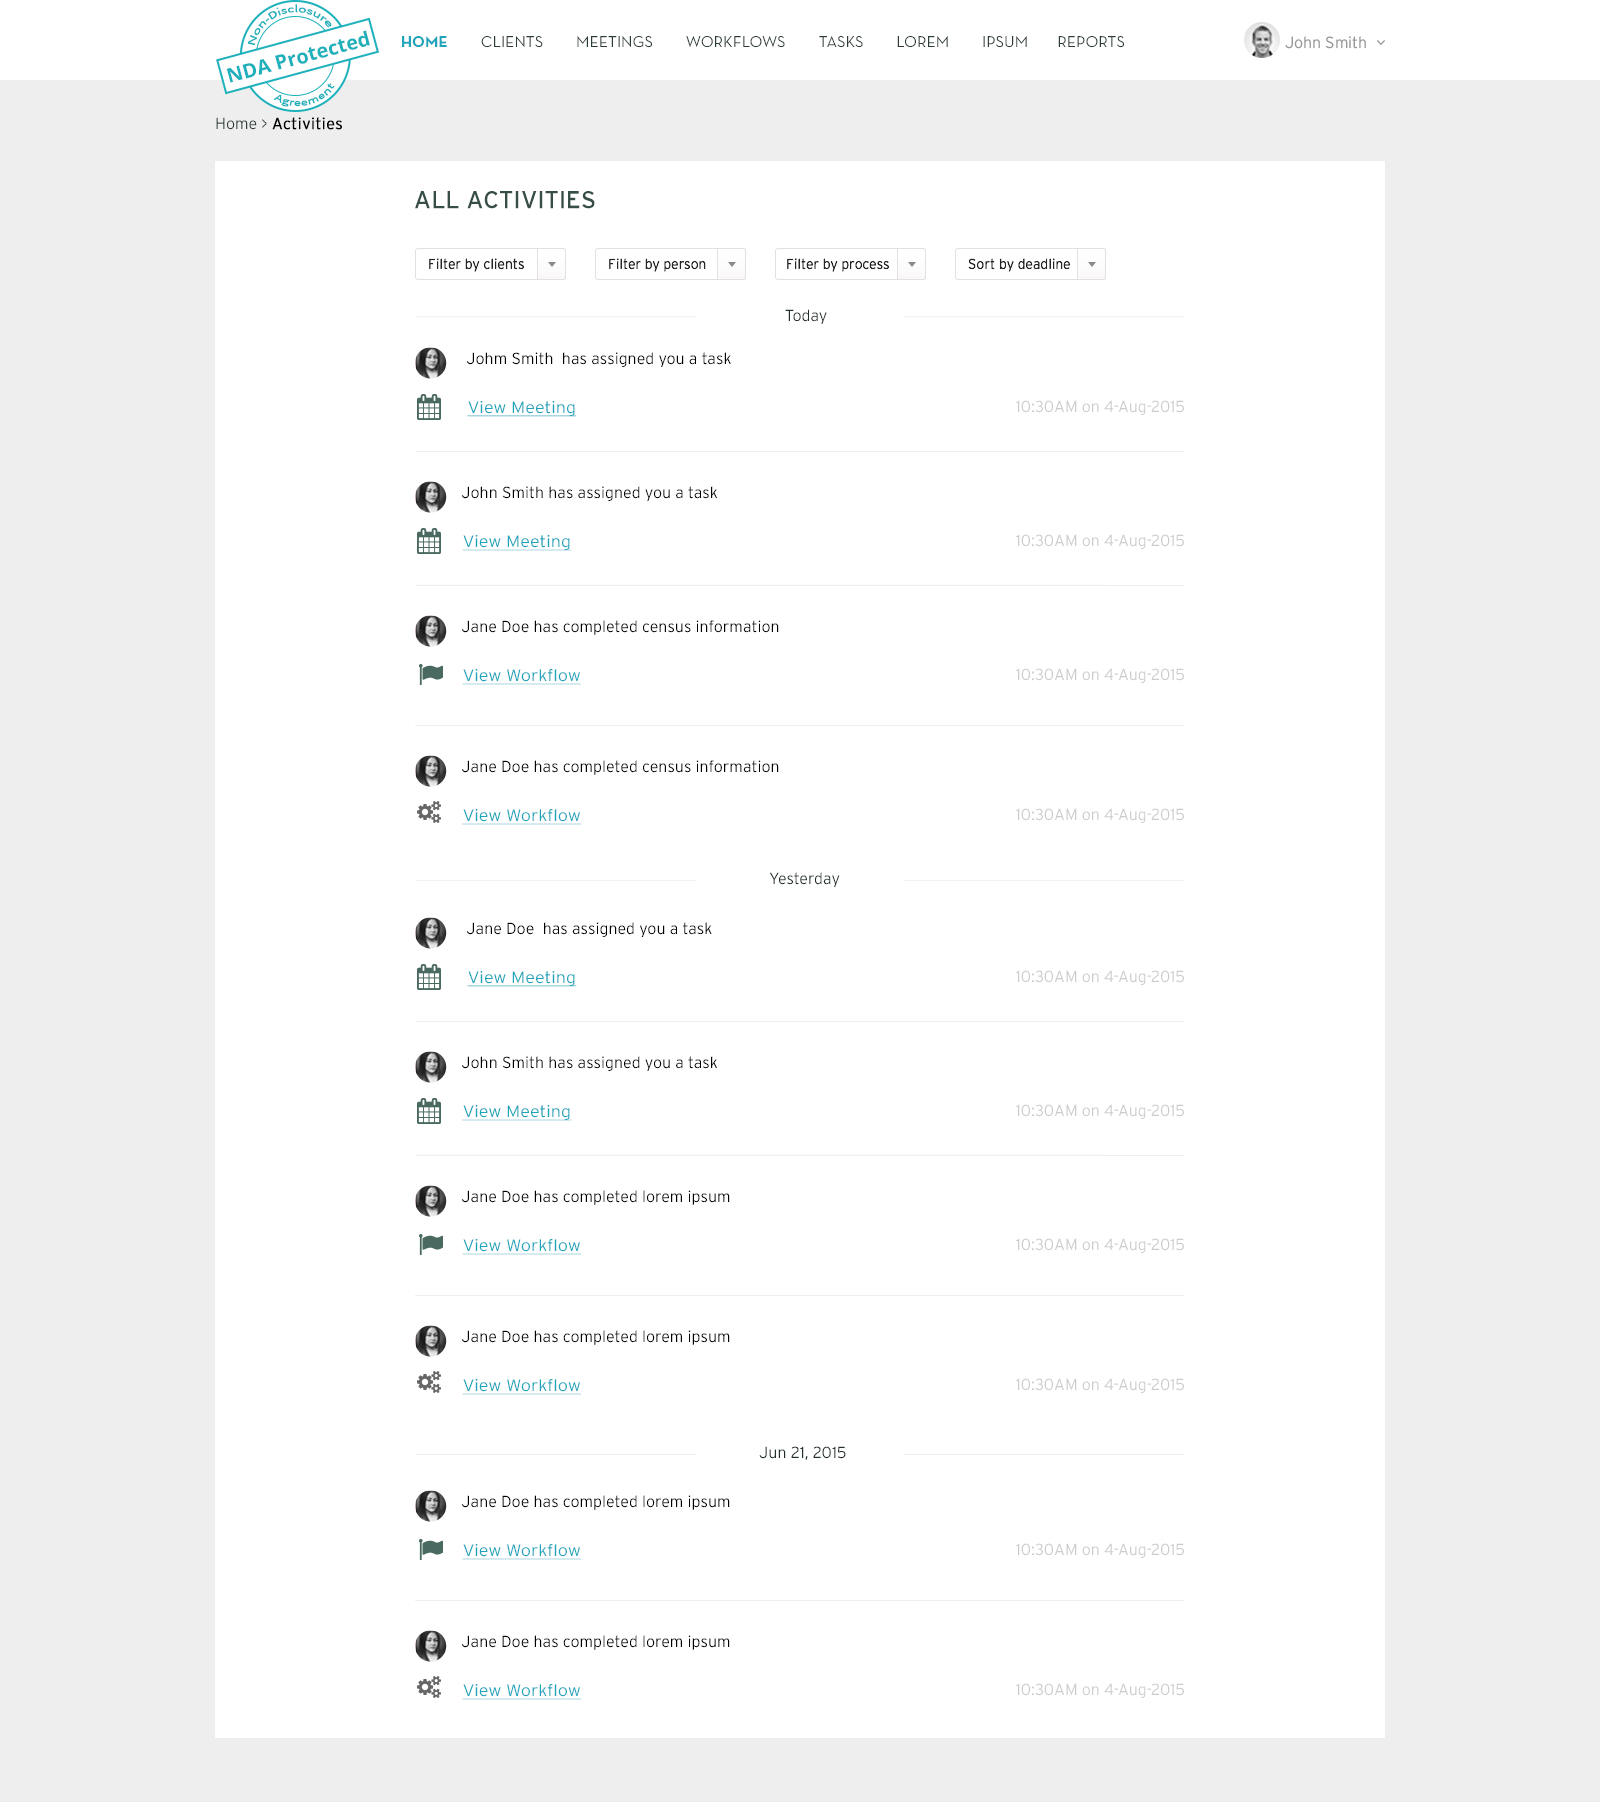 Non-Disclosure
NDA Protected
Agreement
HOME CLIENTS MEETINGS WORKFLOWS TASKS LOREM IPSUM REPORTS John Smith
Home > Activities
ALL ACTIVITIES
Filter by clients Filter by person Filter by process Sort by deadline
Today
Johm Smith has assigned you a task
View Meeting 10:30AM on 4-Aug-2015
John Smith has assigned you a task
View Meeting 10:30AM on 4-Aug-2015
Jane Doe has completed census information
View Workflow 10:30AM on 4-Aug-2015
Jane Doe has completed census information
View Workflow 10:30AM on 4-Aug-2015
Yesterday
Jane Doe has assigned you a task
View Meeting 10:30AM on 4-Aug-2015
John Smith has assigned you a task
View Meeting 10:30AM on 4-Aug-2015
Jane Doe has completed lorem ipsum
View Workflow 10:30AM on 4-Aug-2015
Jane Doe has completed lorem ipsum
View Workflow 10:30AM on 4-Aug-2015
Jun 21, 2015
Jane Doe has completed lorem ipsum
View Workflow 10:30AM on 4-Aug-2015
Jane Doe has completed lorem ipsum
View Workflow 10:30AM on 4-Aug-2015